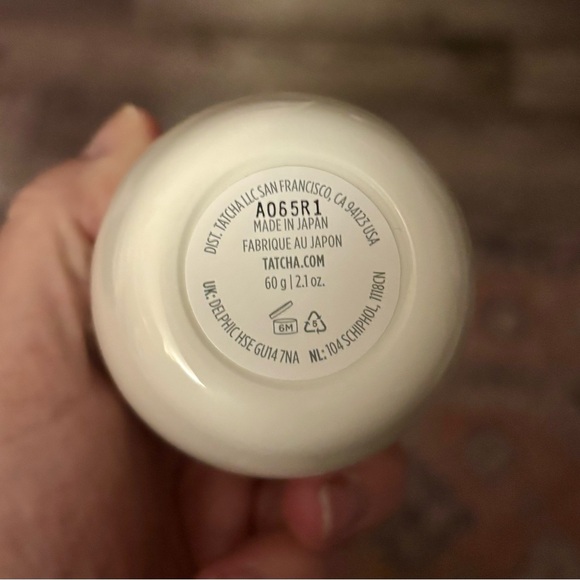 DIST. TATCHA LLC SAN FRANCISCO, CA 94123 USA
A065R1
MADE IN JAPAN
FABRIQUE AU JAPON
TATCHA.COM
60 g | 2.1 oz.
6M
6
UK: DELPHIC HSE GU14 7NA NL: 104 SCHIPHOL, 1118CN